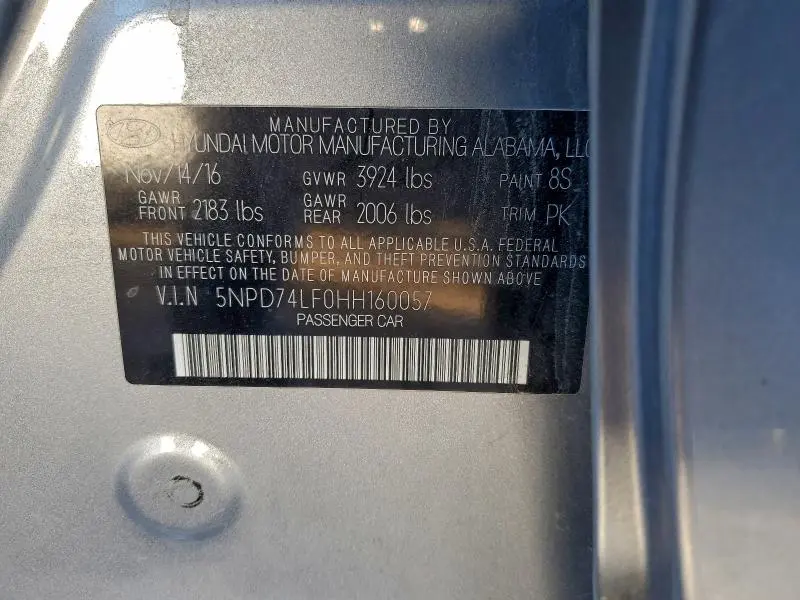 MANUFACTURED BY
HYUNDAI MOTOR MANUFACTURING ALABAMA, LLC
Nov/14/16 GVWR 3924 lbs PAINT 8S
GAWR FRONT 2183 lbs GAWR REAR 2006 lbs TRIM PK
THIS VEHICLE CONFORMS TO ALL APPLICABLE U.S.A. FEDERAL
MOTOR VEHICLE SAFETY, BUMPER, AND THEFT PREVENTION STANDARDS
IN EFFECT ON THE DATE OF MANUFACTURE SHOWN ABOVE
V.I.N 5NPD74LF0HH160057
PASSENGER CAR